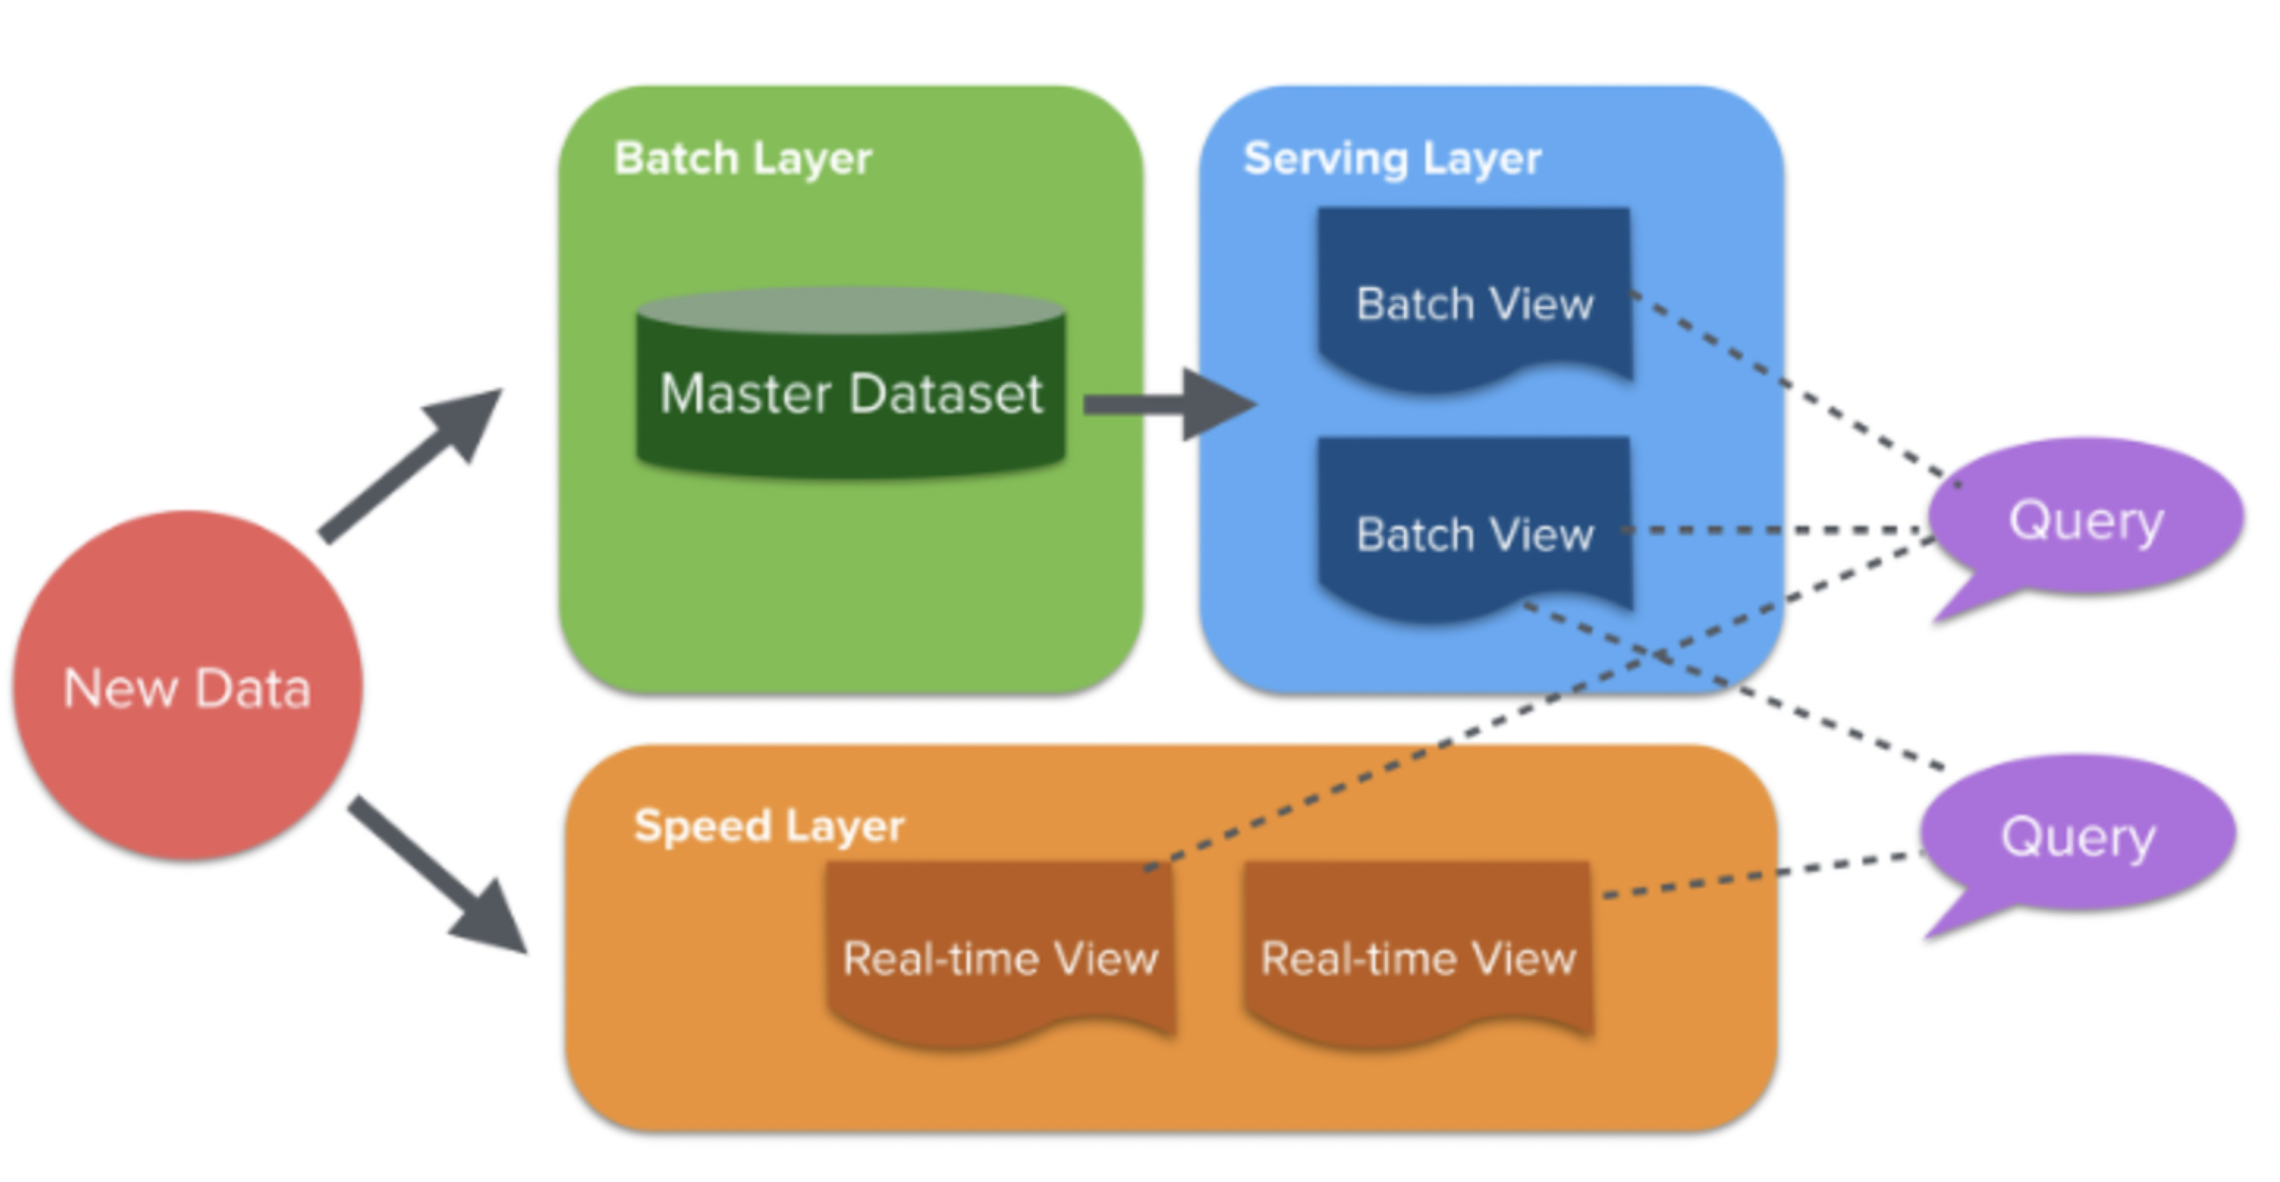 Batch Layer
Master Dataset
Serving Layer
Batch View
Batch View
Query
New Data
Speed Layer
Real-time View
Real-time View
Query